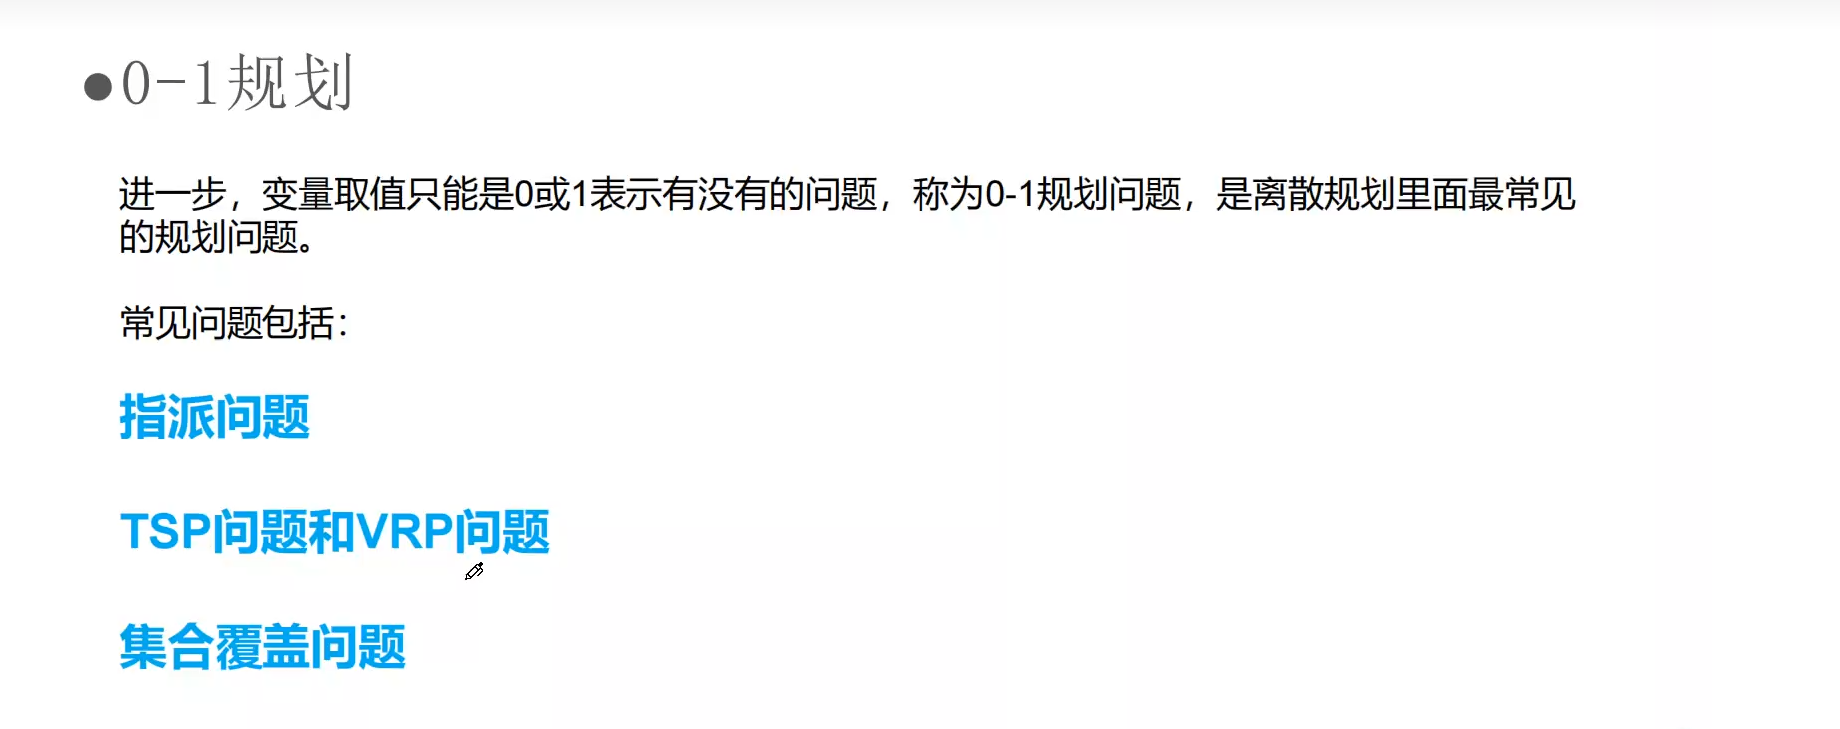 ●0-1规划
进一步，变量取值只能是0或1表示有没有的问题，称为0-1规划问题，是离散规划里面最常见
的规划问题。
常见问题包括：
指派问题
TSP问题和VRP问题
集合覆盖问题